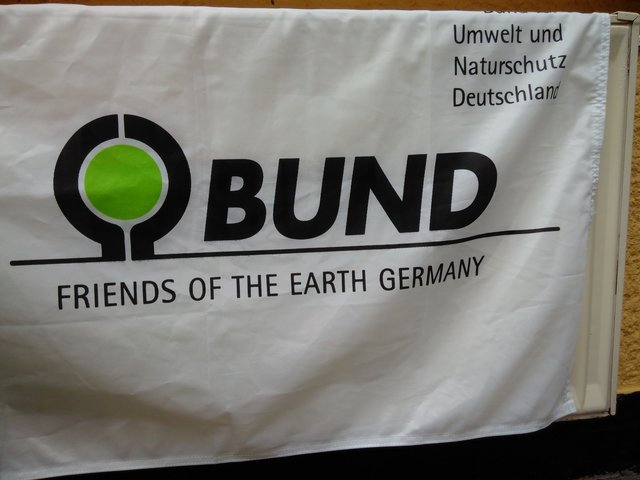 Umwelt und
Naturschutz
Deutschland
BUND
FRIENDS OF THE EARTH GERMANY